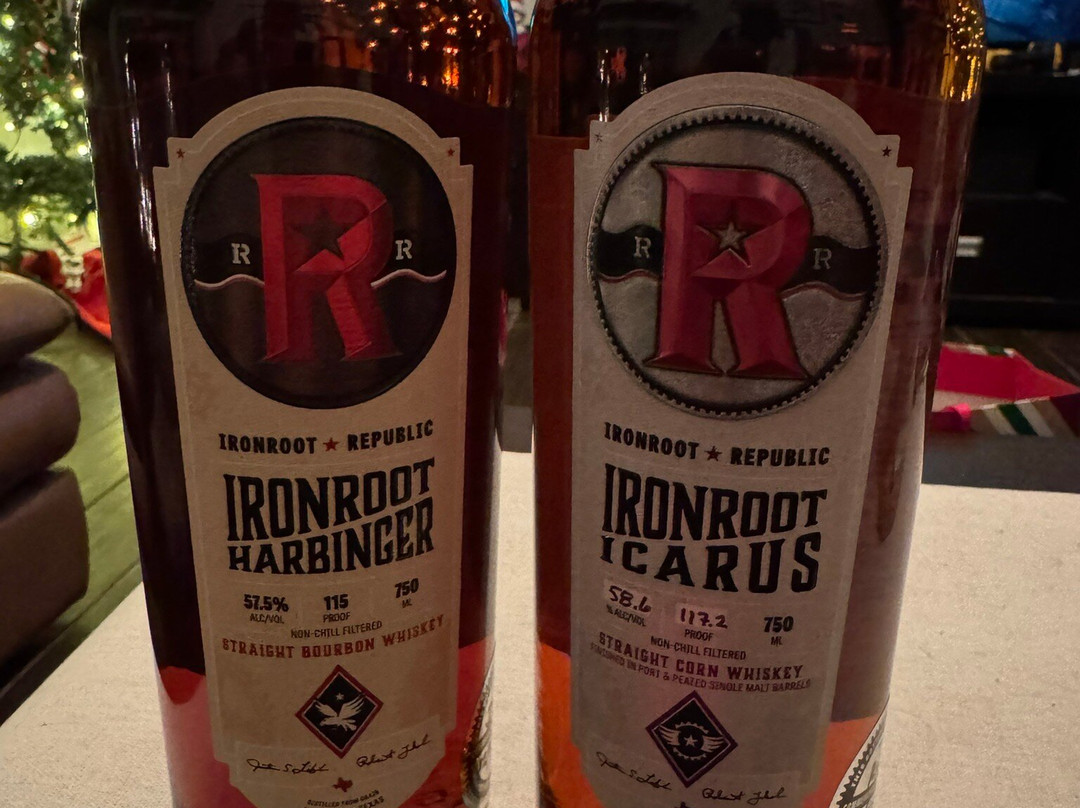 R R R
IRONROOT ★ REPUBLIC
IRONROOT
HARBINGER
57.5% 115 750
ALC/VOL PROOF ML
NON-CHILL FILTERED
STRAIGHT BOURBON WHISKEY
TEXAS
R R R
IRONROOT ★ REPUBLIC
IRONROOT
ICARUS
58.6 117.2 750
% ALC/VOL PROOF ML
NON-CHILL FILTERED
STRAIGHT CORN WHISKEY
FINISHED IN PORT & PEATED SINGLE MALT BARRELS